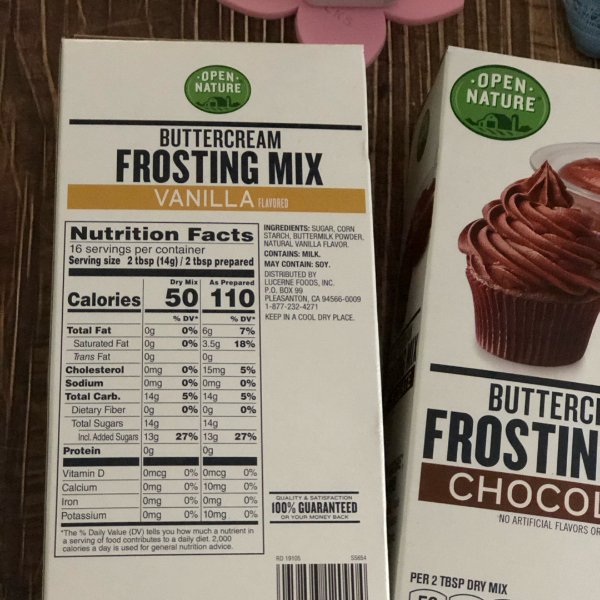 OPEN
NATURE
BUTTERCREAM
FROSTING MIX
VANILLA FLAVORED
Nutrition Facts
16 servings per container
Serving size 2 tbsp (14g) / 2 tbsp prepared
Dry Mix As Prepared
Calories 50 110
% DV* % DV*
Total Fat 0g 0% 6g 7%
Saturated Fat 0g 0% 3.5g 18%
Trans Fat 0g 0g
Cholesterol 0mg 0% 15mg 5%
Sodium 0mg 0% 0mg 0%
Total Carb. 14g 5% 14g 5%
Dietary Fiber 0g 0% 0g 0%
Total Sugars 14g 14g
Incl. Added Sugars 13g 27% 13g 27%
Protein 0g 0g
Vitamin D 0mcg 0% 0mcg 0%
Calcium 0mg 0% 10mg 0%
Iron 0mg 0% 0mg 0%
Potassium 0mg 0% 10mg 0%
*The % Daily Value (DV) tells you how much a nutrient in
a serving of food contributes to a daily diet. 2,000
calories a day is used for general nutrition advice.
INGREDIENTS: SUGAR, CORN
STARCH, BUTTERMILK POWDER,
NATURAL VANILLA FLAVOR.
CONTAINS: MILK.
MAY CONTAIN: SOY.
DISTRIBUTED BY
LUCERNE FOODS, INC.
P.O. BOX 99
PLEASANTON, CA 94566-0009
1-877-232-4271
KEEP IN A COOL DRY PLACE.
QUALITY & SATISFACTION
100% GUARANTEED
OR YOUR MONEY BACK
RD 19105 55654
OPEN
NATURE
BUTTERC
FROSTIN
CHOCOL
NO ARTIFICIAL FLAVORS OR
PER 2 TBSP DRY MIX